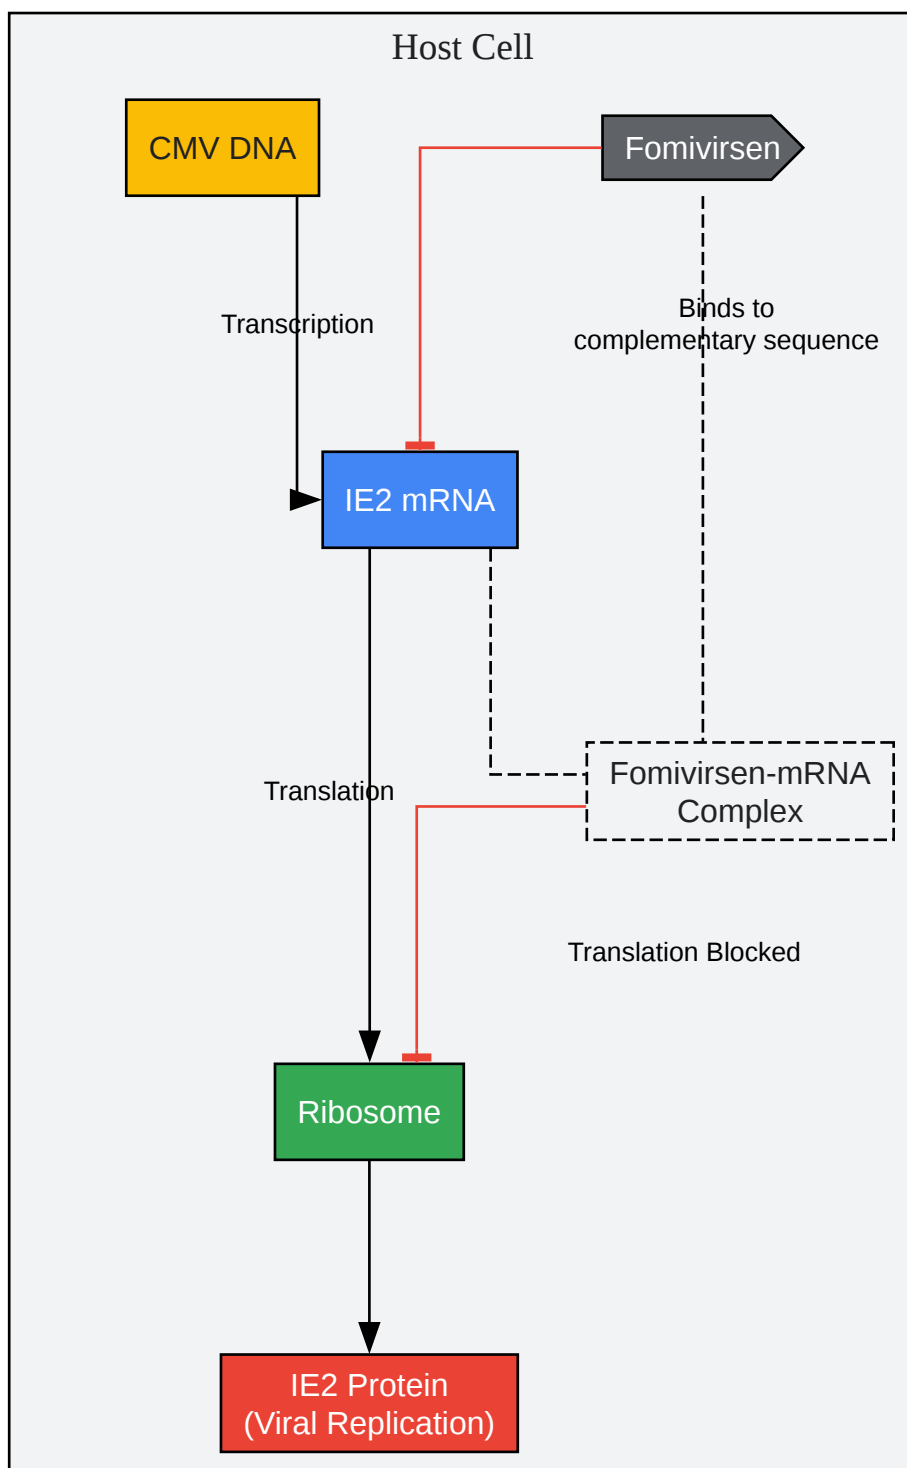 Host Cell
CMV DNA
Fomivirsen
Transcription
Binds to
complementary sequence
IE2 mRNA
Translation
Fomivirsen-mRNA
Complex
Translation Blocked
Ribosome
IE2 Protein
(Viral Replication)